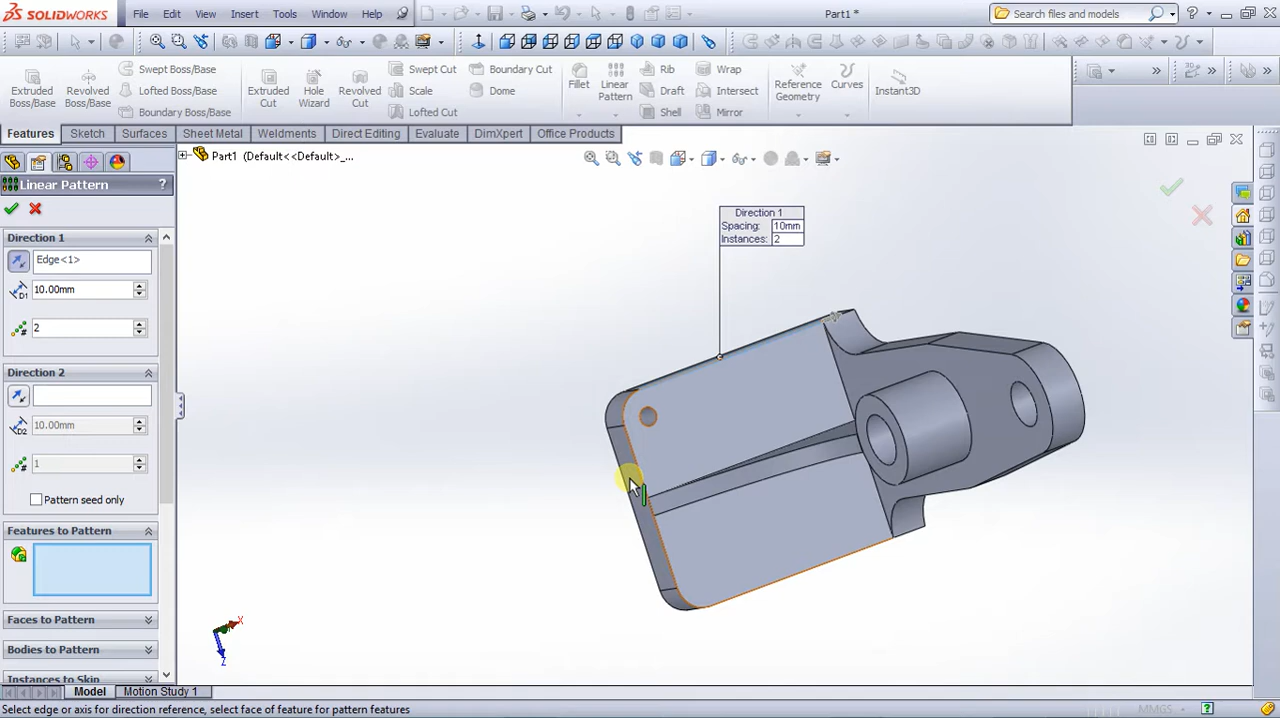 SOLIDWORKS File Edit View Insert Tools Window Help Part1 * Search files and models
Extruded Boss/Base
Revolved
Swept Boss/Base
Lofted Boss/Base
Boundary Boss/Base
Extruded Cut
Hole Wizard
Revolved Cut
Swept Cut
Scale
Lofted Cut
Boundary Cut
Dome
Fillet
Linear Pattern
Rib
Draft
Shell
Wrap
Intersect
Mirror
Reference Geometry
Curves
Instant3D
Features Sketch Surfaces Sheet Metal Weldments Direct Editing Evaluate DimXpert Office Products
Part1 (Default<<Default>_...
Linear Pattern ?
Direction 1
Edge<1>
D1 10.00mm
2
Direction 2
D2 10.00mm
1
Pattern seed only
Features to Pattern
Faces to Pattern
Bodies to Pattern
Instances to Skip
Direction 1
Spacing: 10mm
Instances: 2
X
Z
Model Motion Study 1
Select edge or axis for direction reference, select face of feature for pattern features MMGS